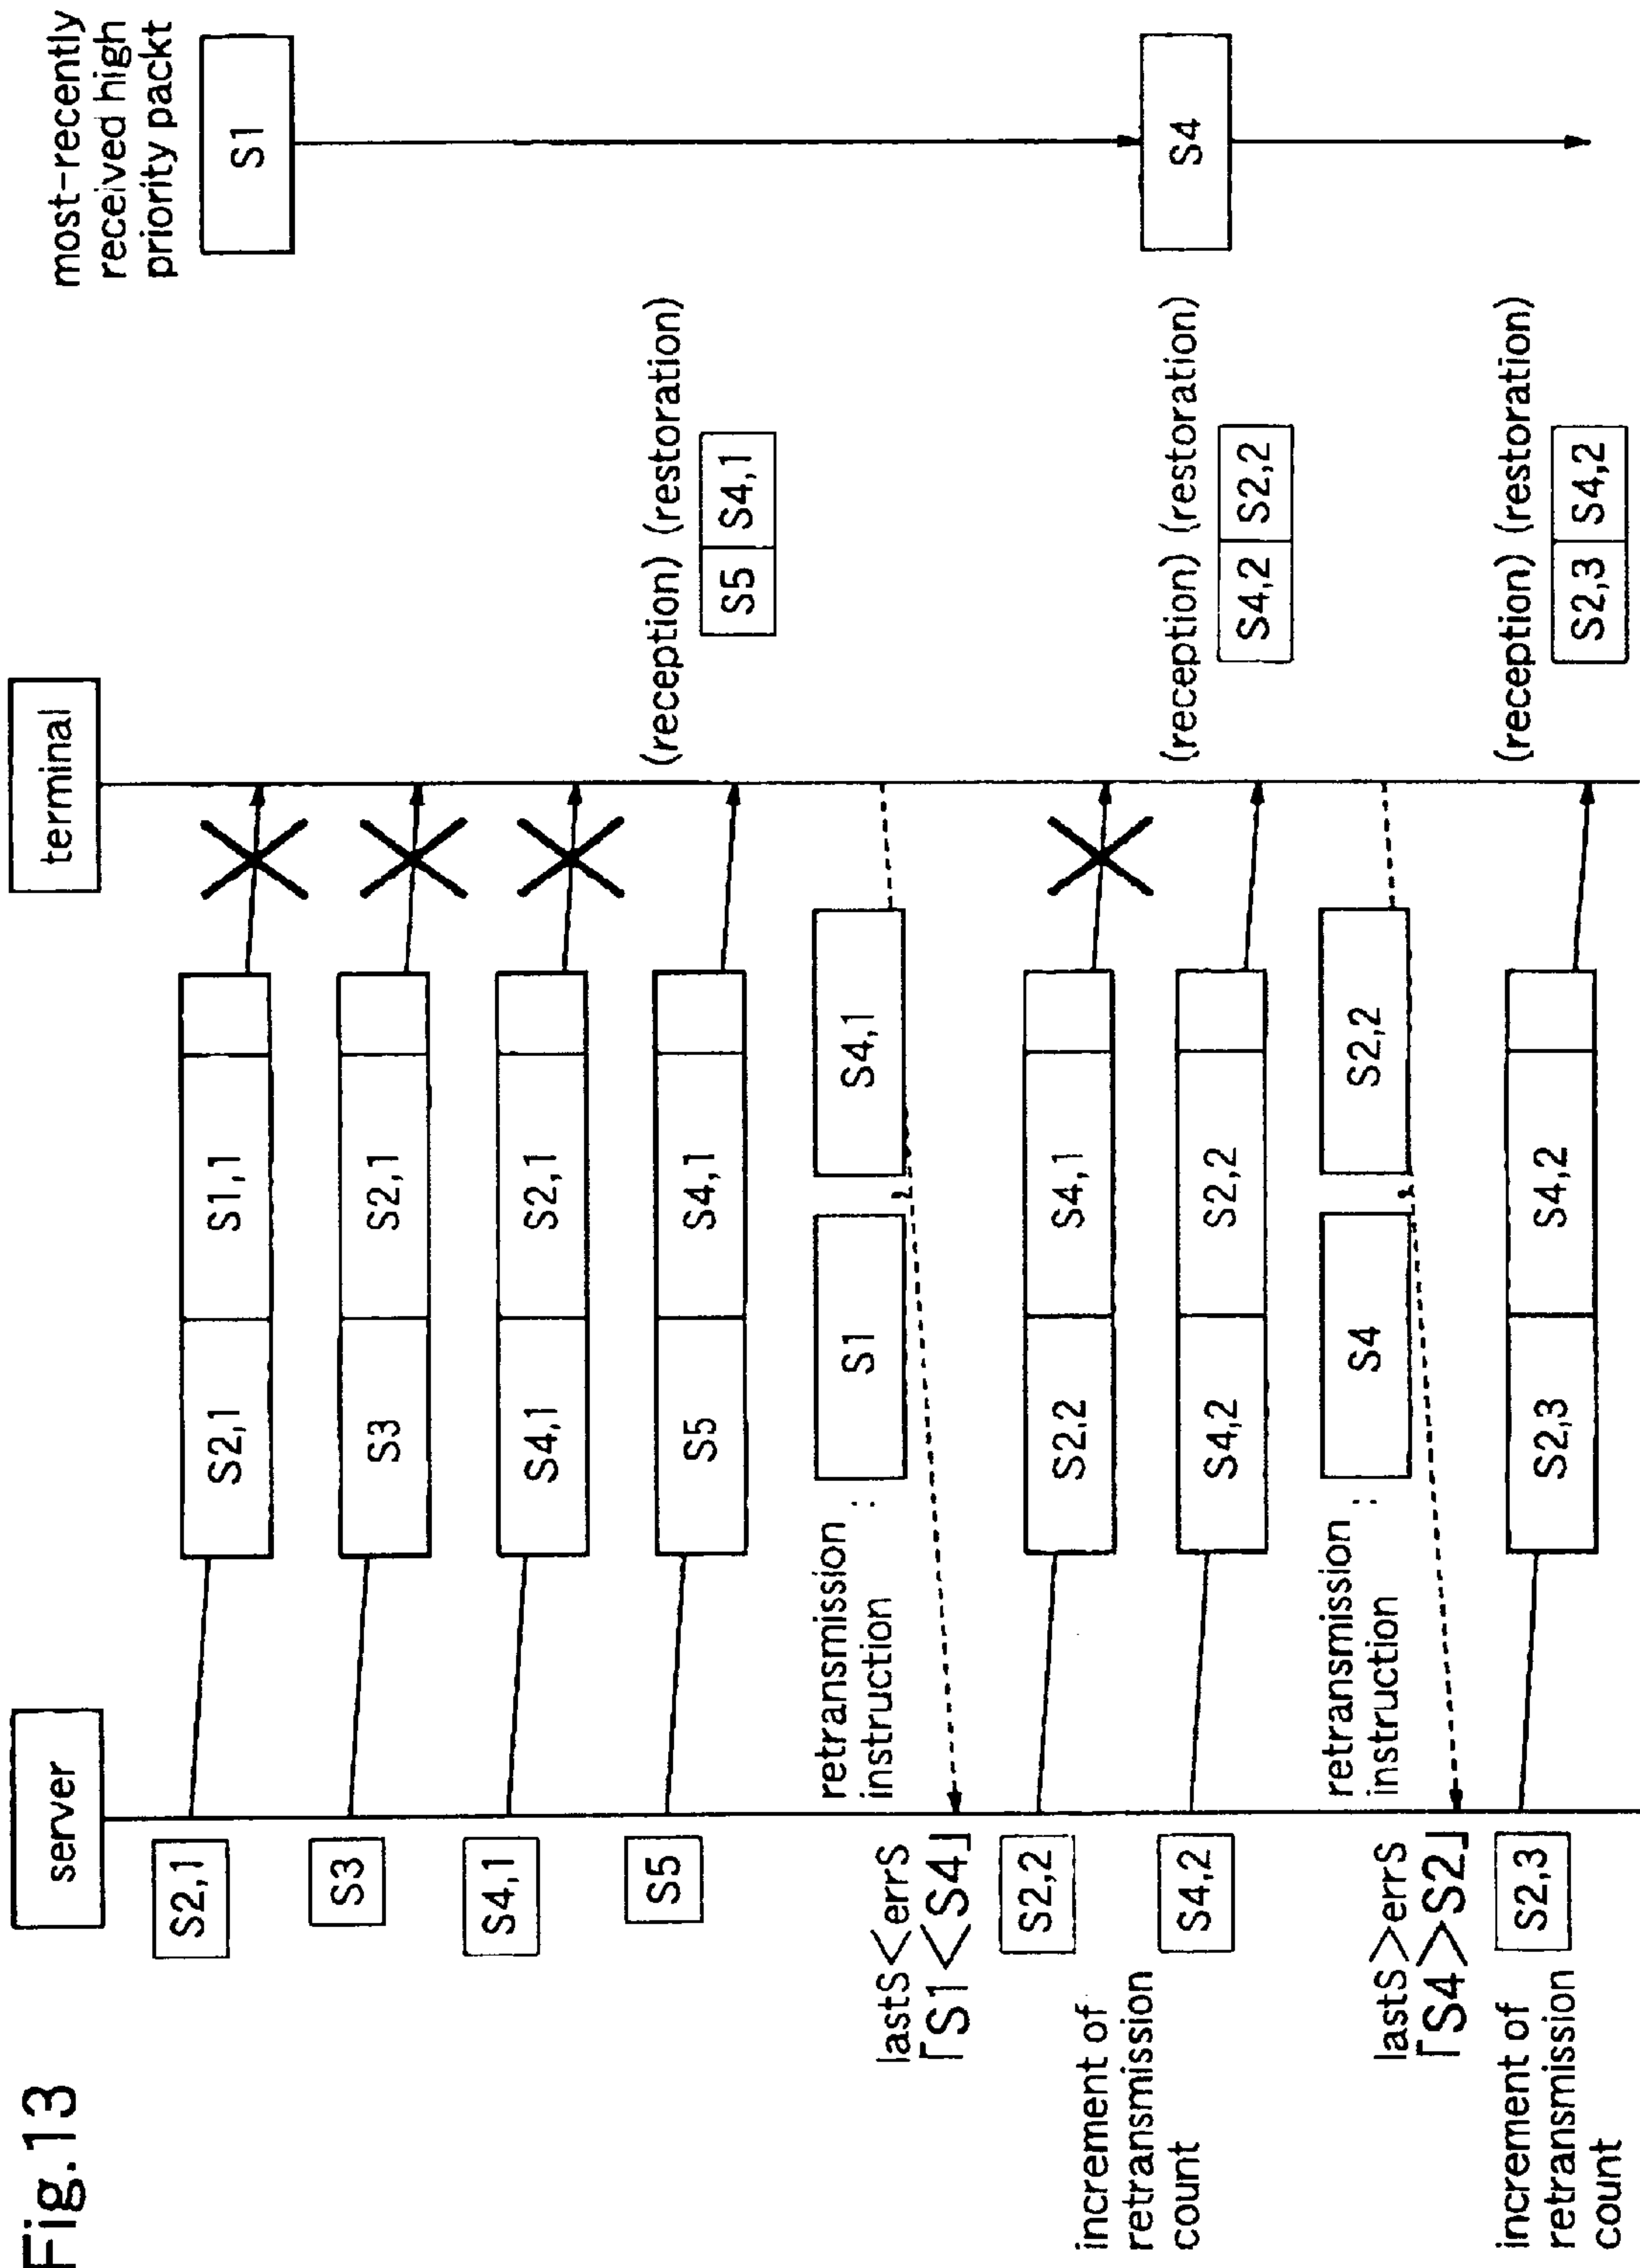 Fig.13
server
terminal
most-recently
received high
priority packt
S1
S2,1
S2,1
S1,1
S3
S3
S2,1
S4,1
S4,1
S2,1
S5
S5
S4,1
(reception) (restoration)
S5
S4,1
retransmission
instruction
:
S1
,
S4,1
lastS<errS
「S1<S4」
S2,2
S2,2
S4,1
increment of
retransmission
count
S4,2
S4,2
S2,2
(reception) (restoration)
S4,2
S2,2
S4
retransmission
instruction
:
S4
,
S2,2
lastS>errS
「S4>S2」
S2,3
S2,3
S4,2
(reception) (restoration)
S2,3
S4,2
increment of
retransmission
count